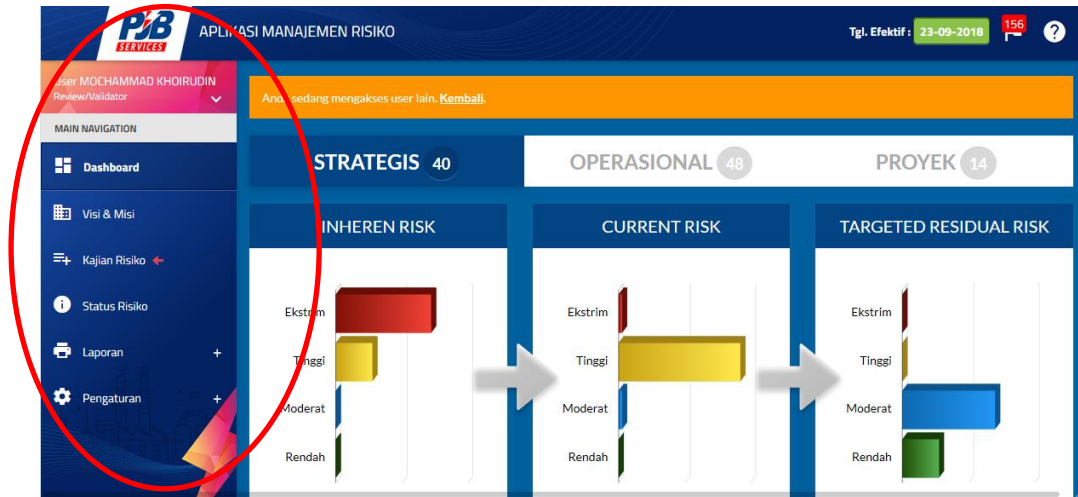 PJB
SERVICES
APLIKASI MANAJEMEN RISIKO
Tgl. Efektif : 23-09-2018
156
?
User MOCHAMMAD KHOIRUDIN
Review/Validator
Anda sedang mengakses user lain. Kembali.
MAIN NAVIGATION
Dashboard
Visi & Misi
Kajian Risiko
Status Risiko
Laporan +
Pengaturan +
STRATEGIS 40
OPERASIONAL 48
PROYEK 14
INHEREN RISK
Ekstrim
Tinggi
Moderat
Rendah
CURRENT RISK
Ekstrim
Tinggi
Moderat
Rendah
TARGETED RESIDUAL RISK
Ekstrim
Tinggi
Moderat
Rendah